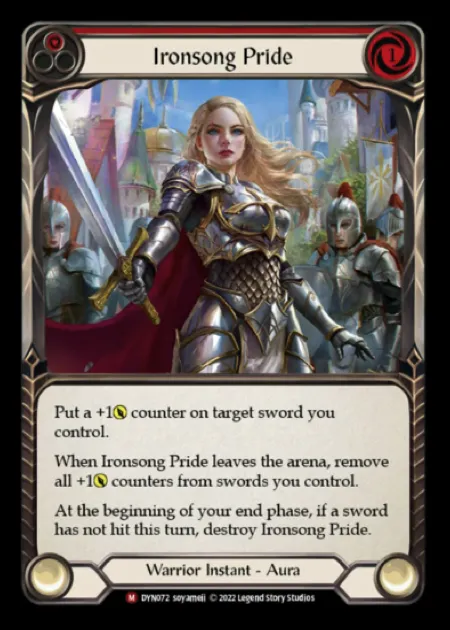 Ironsong Pride
1
Put a +1 counter on target sword you
control.
When Ironsong Pride leaves the arena, remove
all +1 counters from swords you control.
At the beginning of your end phase, if a sword
has not hit this turn, destroy Ironsong Pride.
Warrior Instant - Aura
M DYN072 soyameii © 2022 Legend Story Studios